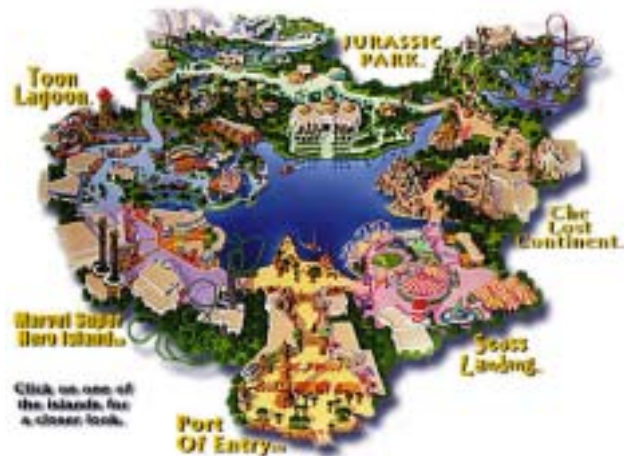 JURASSIC
PARK
Toon
Lagoon
The
Lost
Continent
Marvel Super
Hero Island
Seuss
Landing
Click on one of
the islands for
a closer look.
Port
Of Entry